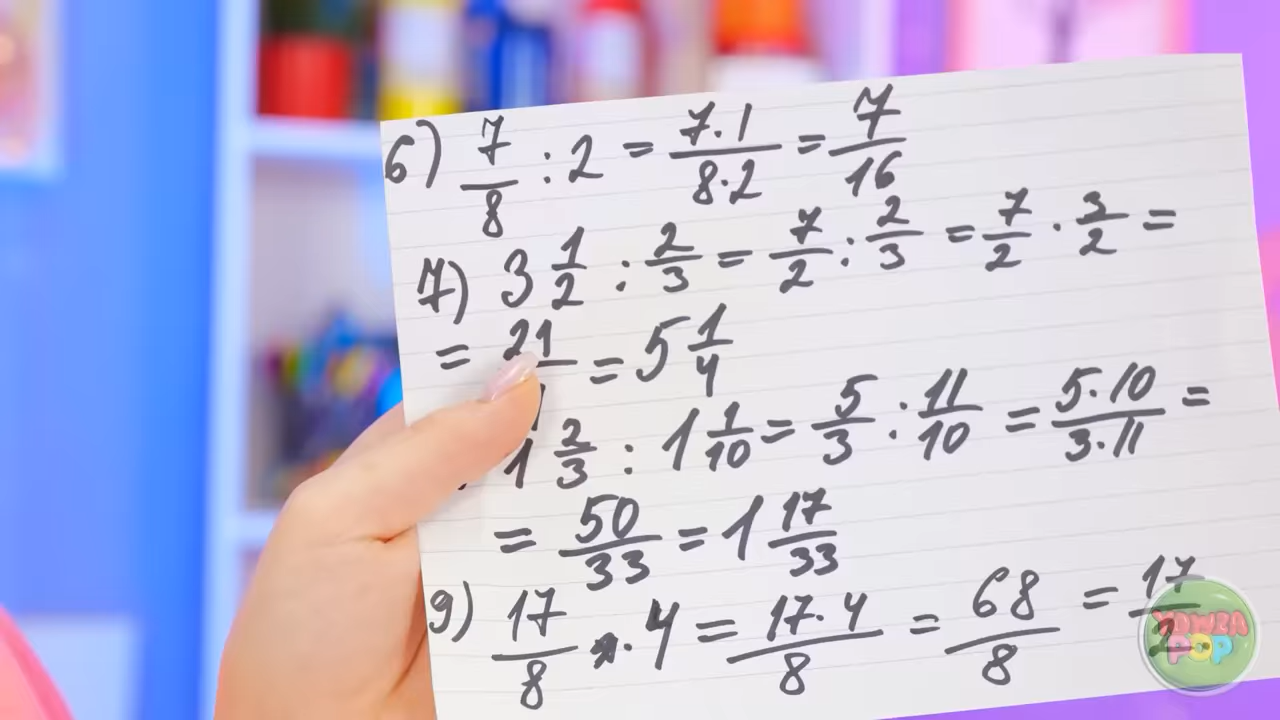 6) 7/8 : 2 = 7·1/8·2 = 7/16
7) 3 1/2 : 2/3 = 7/2 : 2/3 = 7/2 · 3/2 =
= 21/ = 5 1/4
1 2/3 : 1 1/10 = 5/3 : 11/10 = 5·10/3·11 =
= 50/33 = 1 17/33
9) 17/8 · 4 = 17·4/8 = 68/8 = 17/2
YOWZA
POP